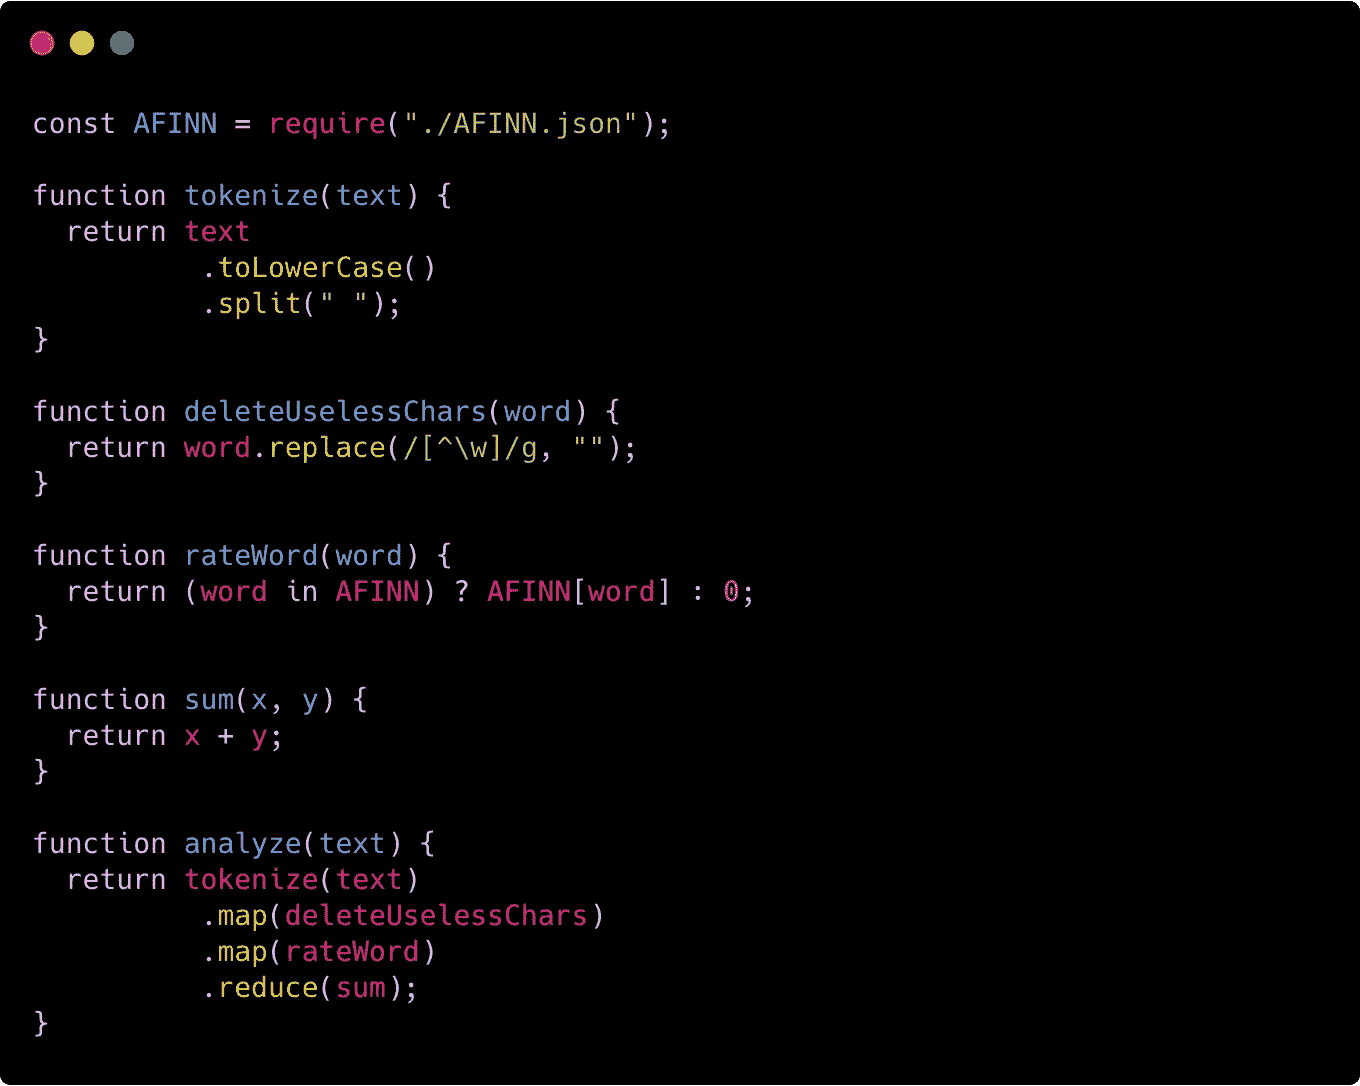 const AFINN = require("./AFINN.json");

function tokenize(text) {
  return text
          .toLowerCase()
          .split(" ");
}

function deleteUselessChars(word) {
  return word.replace(/[^\w]/g, "");
}

function rateWord(word) {
  return (word in AFINN) ? AFINN[word] : 0;
}

function sum(x, y) {
  return x + y;
}

function analyze(text) {
  return tokenize(text)
          .map(deleteUselessChars)
          .map(rateWord)
          .reduce(sum);
}